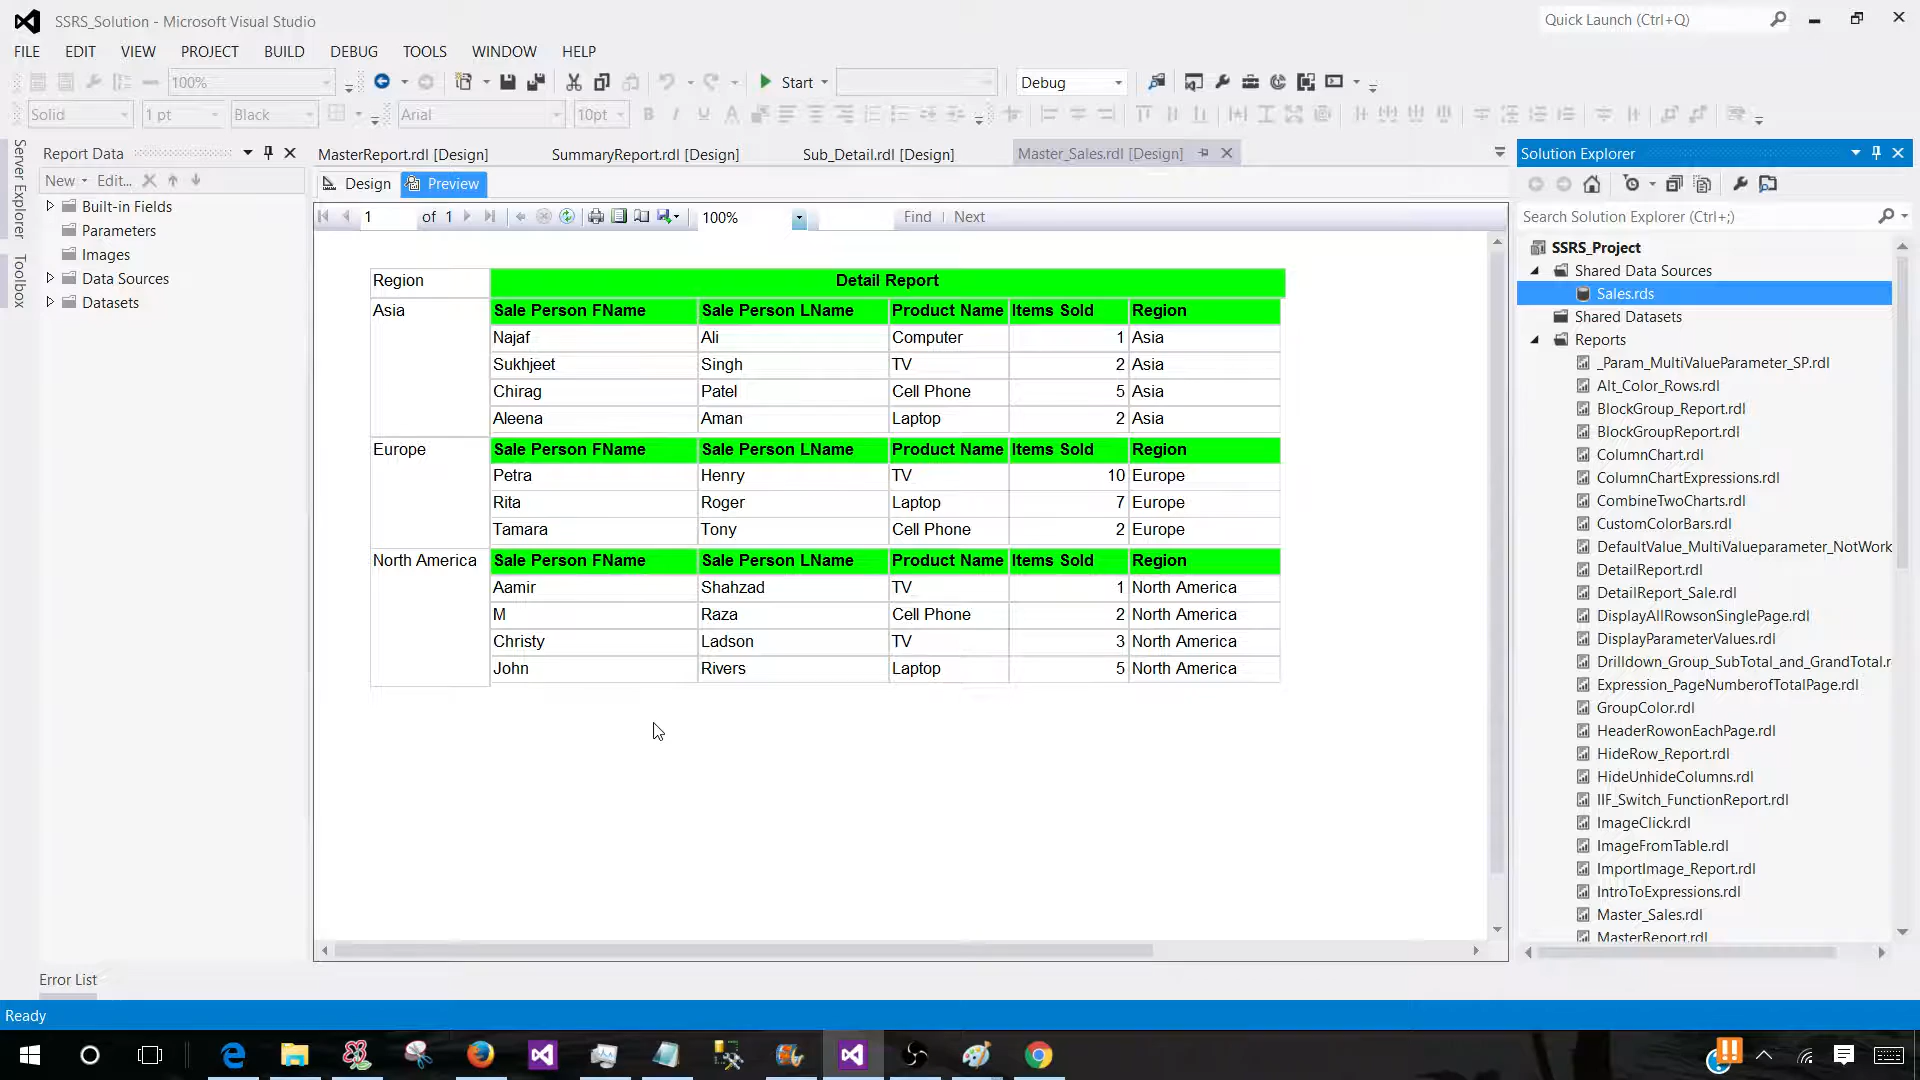 SSRS_Solution - Microsoft Visual Studio
Quick Launch (Ctrl+Q)
FILE EDIT VIEW PROJECT BUILD DEBUG TOOLS WINDOW HELP
100% Start Debug
Solid 1 pt Black Arial 10pt
Server Explorer
Toolbox
Report Data
New Edit...
Built-in Fields
Parameters
Images
Data Sources
Datasets
MasterReport.rdl [Design] SummaryReport.rdl [Design] Sub_Detail.rdl [Design] Master_Sales.rdl [Design]
Design Preview
1 of 1 100% Find Next
Region Detail Report
Asia Sale Person FName Sale Person LName Product Name Items Sold Region
Najaf Ali Computer 1 Asia
Sukhjeet Singh TV 2 Asia
Chirag Patel Cell Phone 5 Asia
Aleena Aman Laptop 2 Asia
Europe Sale Person FName Sale Person LName Product Name Items Sold Region
Petra Henry TV 10 Europe
Rita Roger Laptop 7 Europe
Tamara Tony Cell Phone 2 Europe
North America Sale Person FName Sale Person LName Product Name Items Sold Region
Aamir Shahzad TV 1 North America
M Raza Cell Phone 2 North America
Christy Ladson TV 3 North America
John Rivers Laptop 5 North America
Solution Explorer
Search Solution Explorer (Ctrl+;)
SSRS_Project
Shared Data Sources
Sales.rds
Shared Datasets
Reports
_Param_MultiValueParameter_SP.rdl
Alt_Color_Rows.rdl
BlockGroup_Report.rdl
BlockGroupReport.rdl
ColumnChart.rdl
ColumnChartExpressions.rdl
CombineTwoCharts.rdl
CustomColorBars.rdl
DefaultValue_MultiValueparameter_NotWork
DetailReport.rdl
DetailReport_Sale.rdl
DisplayAllRowsonSinglePage.rdl
DisplayParameterValues.rdl
Drilldown_Group_SubTotal_and_GrandTotal.r
Expression_PageNumberofTotalPage.rdl
GroupColor.rdl
HeaderRowonEachPage.rdl
HideRow_Report.rdl
HideUnhideColumns.rdl
IIF_Switch_FunctionReport.rdl
ImageClick.rdl
ImageFromTable.rdl
ImportImage_Report.rdl
IntroToExpressions.rdl
Master_Sales.rdl
MasterReport.rdl
Error List
Ready